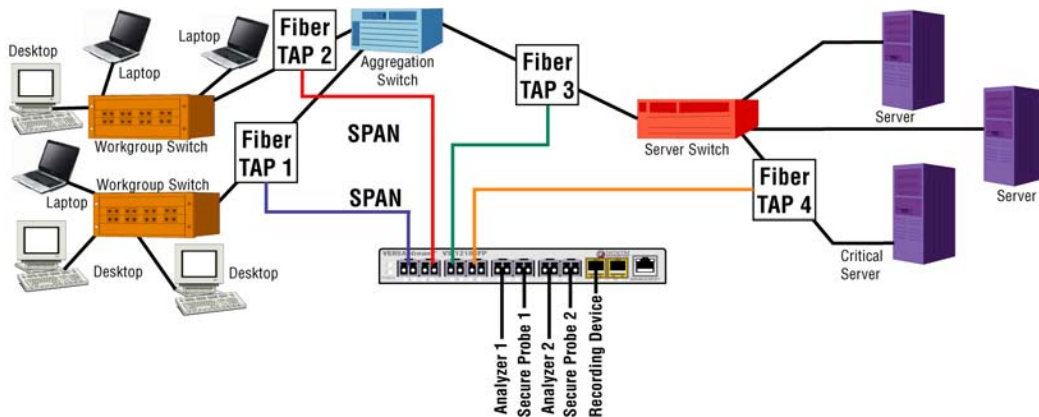 Desktop
Laptop
Laptop
Fiber
TAP 2
Aggregation
Switch
Fiber
TAP 3
Server
Workgroup Switch
SPAN
Server Switch
Fiber
TAP 1
Workgroup Switch
Laptop
SPAN
Fiber
TAP 4
Server
Desktop
Desktop
Critical
Server
Analyzer 1
Secure Probe 1
Analyzer 2
Secure Probe 2
Recording Device